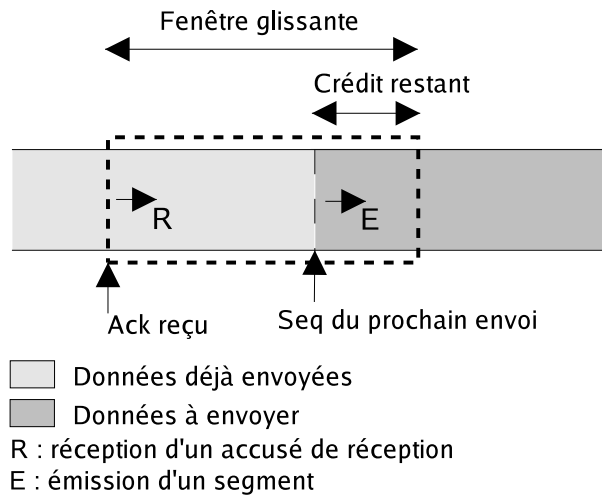 Fenêtre glissante
Crédit restant
R
E
Ack reçu
Seq du prochain envoi
Données déjà envoyées
Données à envoyer
R : réception d'un accusé de réception
E : émission d'un segment